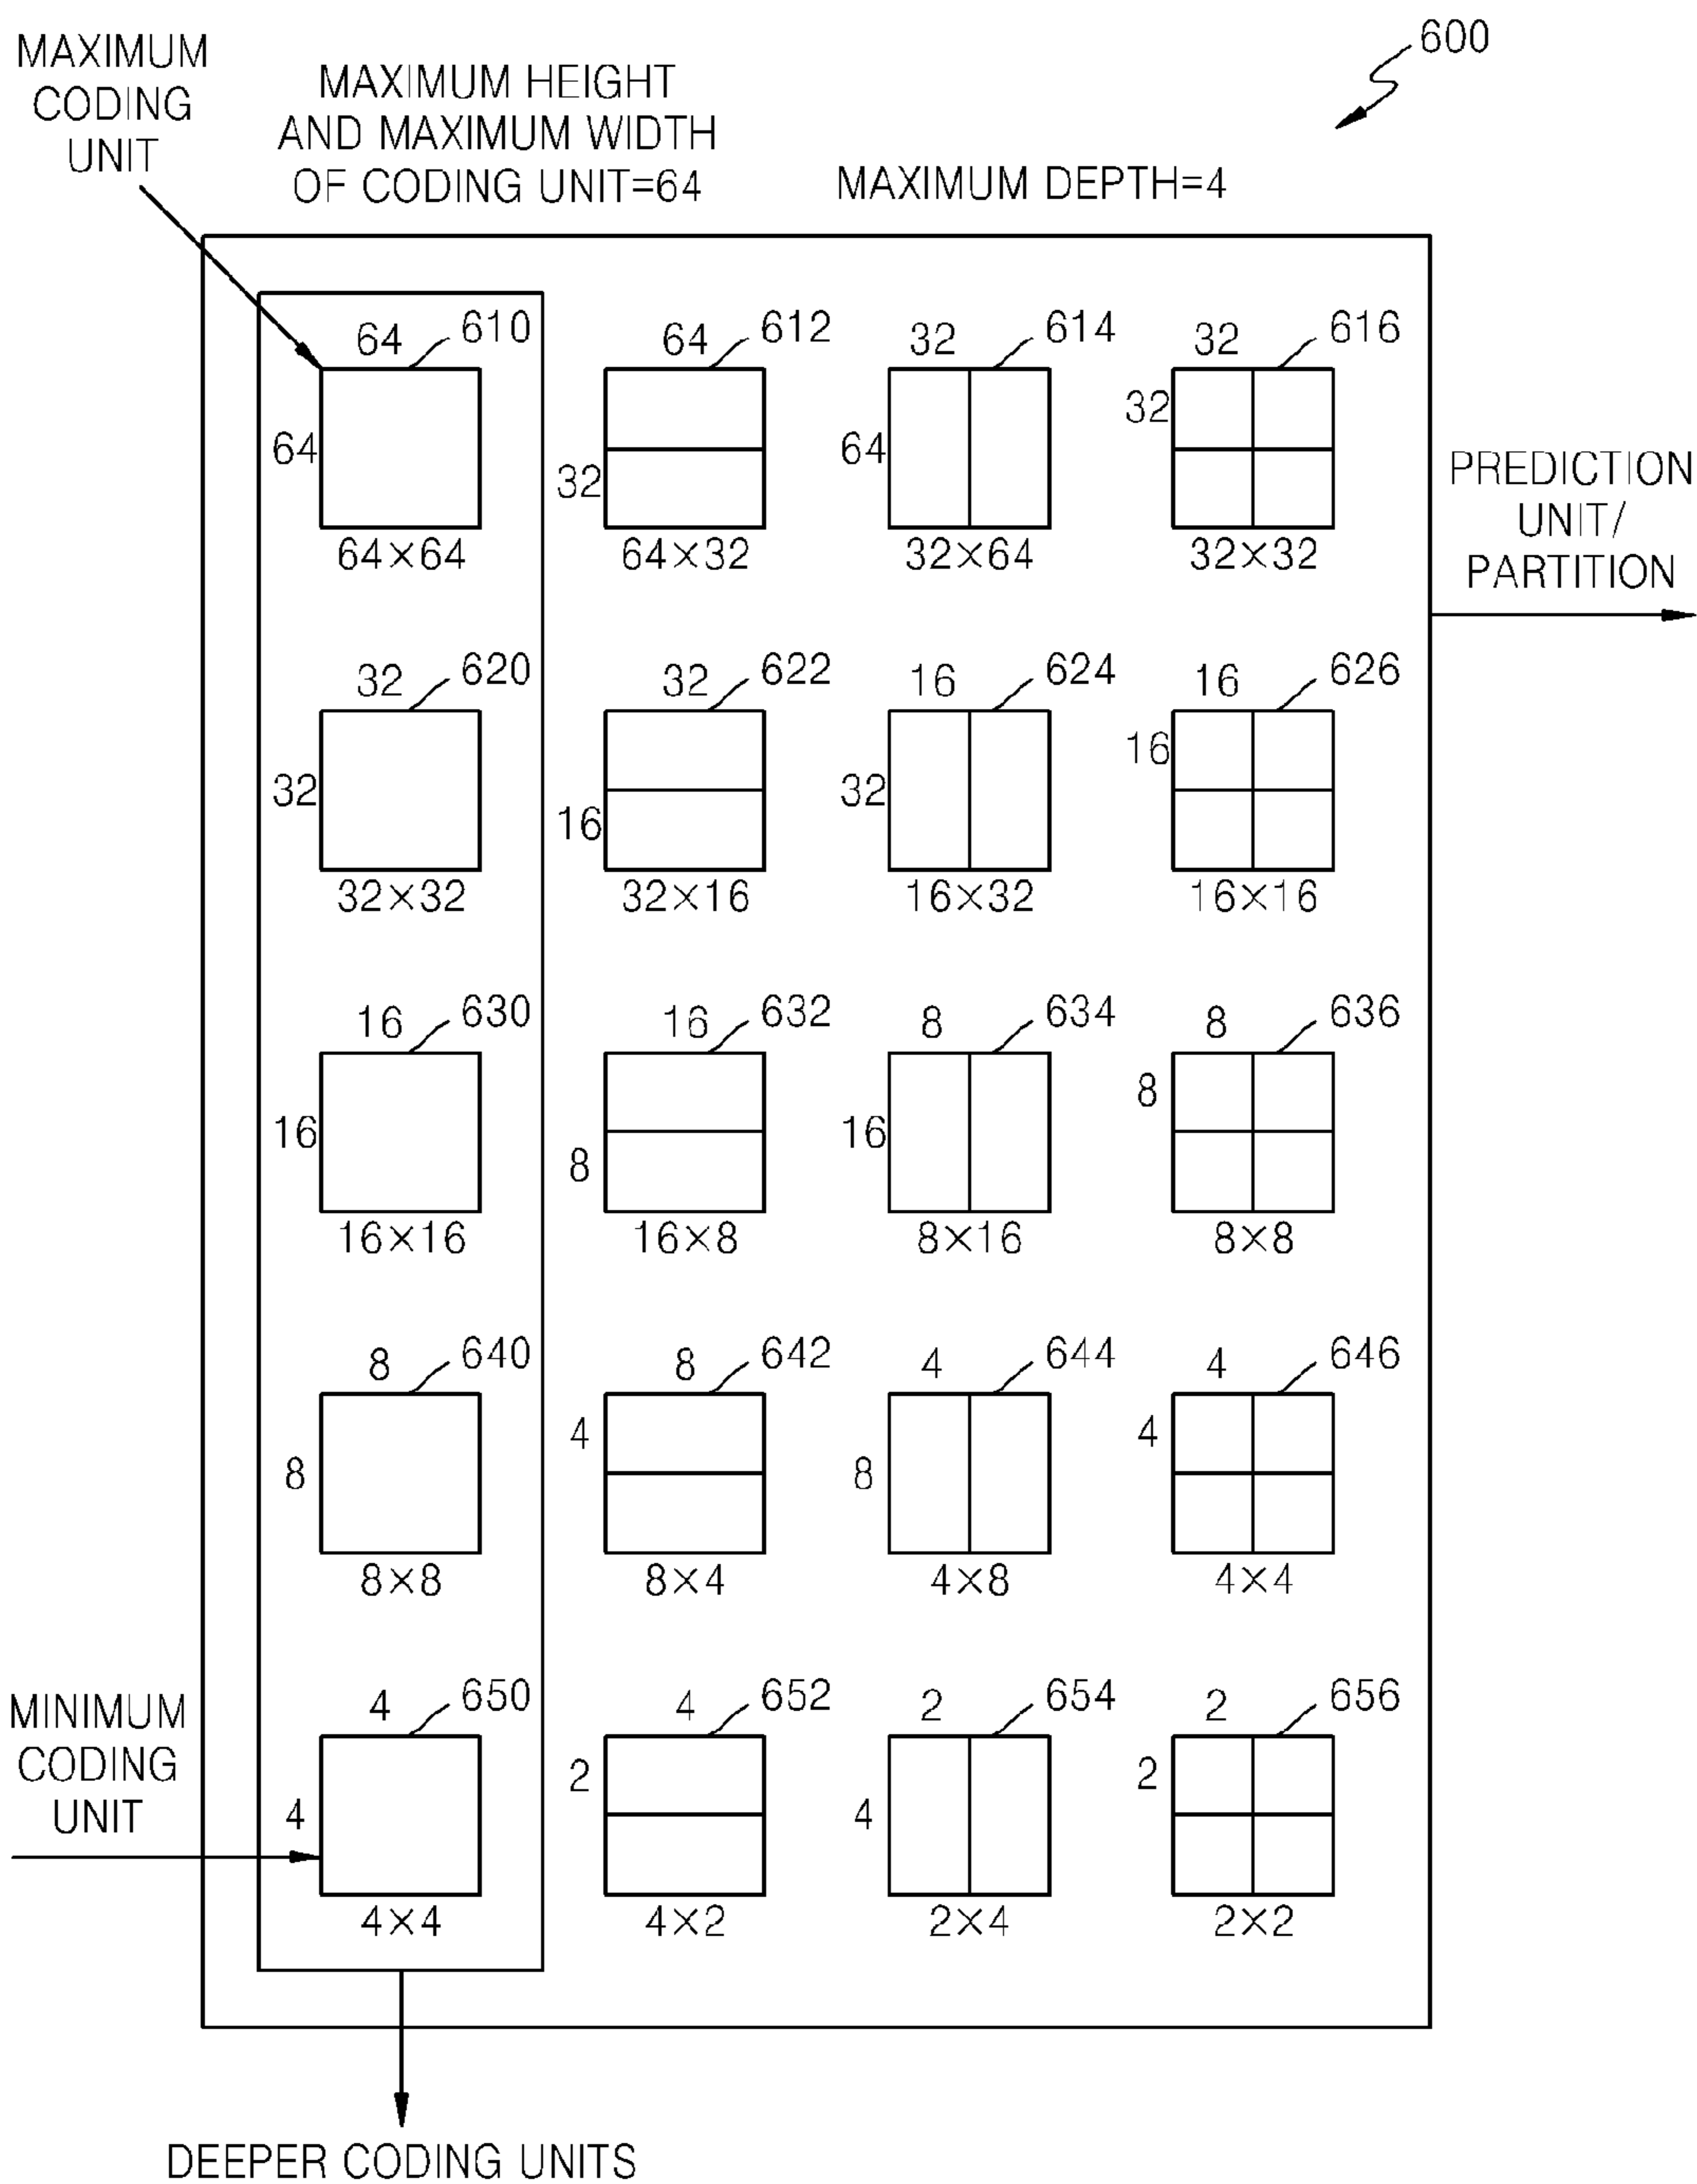 600
MAXIMUM
CODING
UNIT
MAXIMUM HEIGHT
AND MAXIMUM WIDTH
OF CODING UNIT=64
MAXIMUM DEPTH=4
64 610 64 612 32 614 32 616
64 32 64 32
64×64 64×32 32×64 32×32
PREDICTION
UNIT/
PARTITION
32 620 32 622 16 624 16 626
32 16 32 16
32×32 32×16 16×32 16×16
16 630 16 632 8 634 8 636
16 8 16 8
16×16 16×8 8×16 8×8
8 640 8 642 4 644 4 646
8 4 8 4
8×8 8×4 4×8 4×4
MINIMUM
CODING
UNIT
4 650 4 652 2 654 2 656
4 2 4 2
4×4 4×2 2×4 2×2
DEEPER CODING UNITS